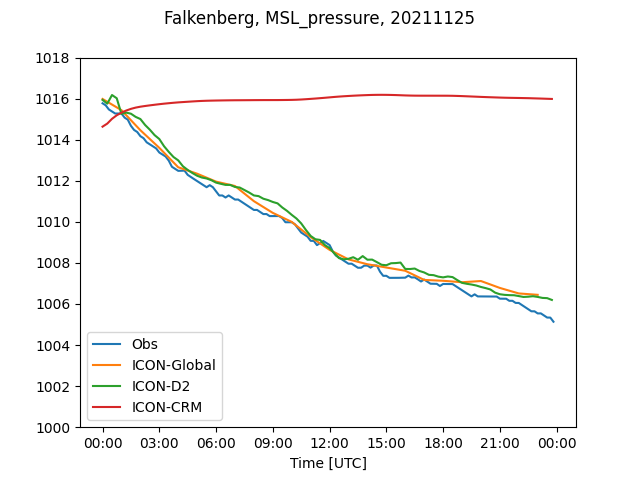 Falkenberg, MSL_pressure, 20211125
1018
1016
1014
1012
1010
1008
1006
1004
1002
1000
Obs
ICON-Global
ICON-D2
ICON-CRM
00:00 03:00 06:00 09:00 12:00 15:00 18:00 21:00 00:00
Time [UTC]